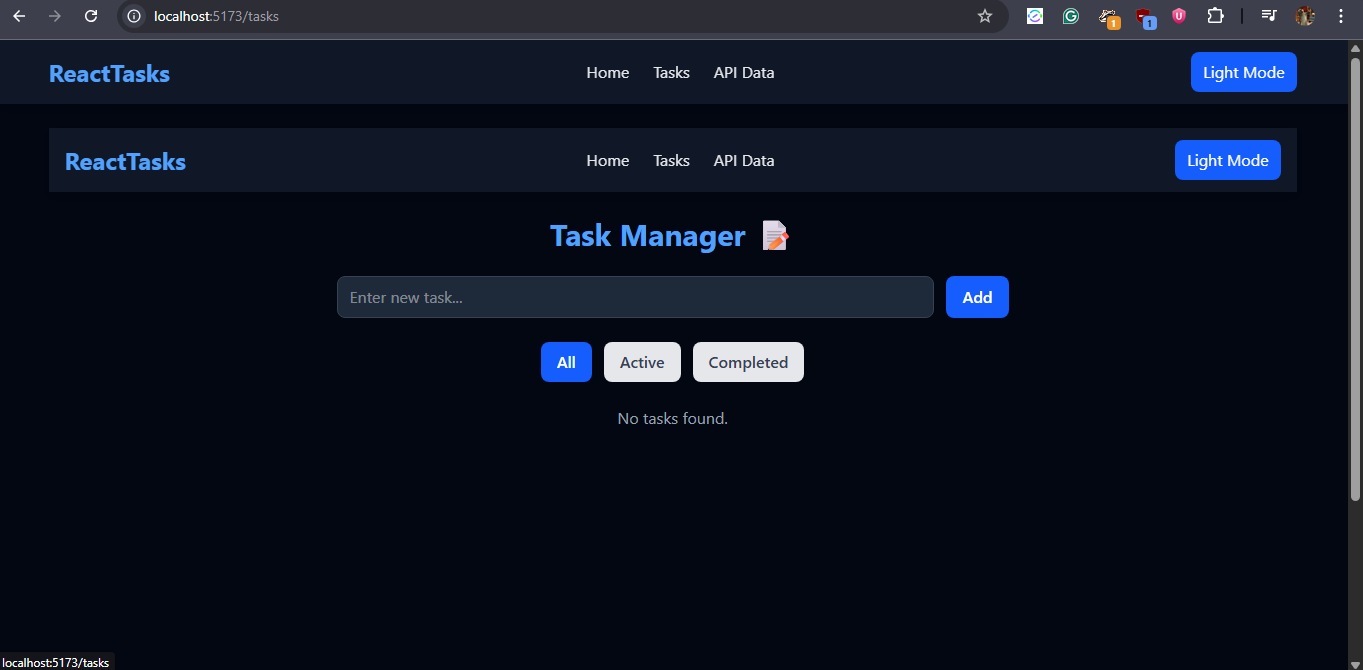 localhost:5173/tasks
1
1
ReactTasks Home Tasks API Data Light Mode
ReactTasks Home Tasks API Data Light Mode
Task Manager
Enter new task... Add
All Active Completed
No tasks found.
localhost:5173/tasks